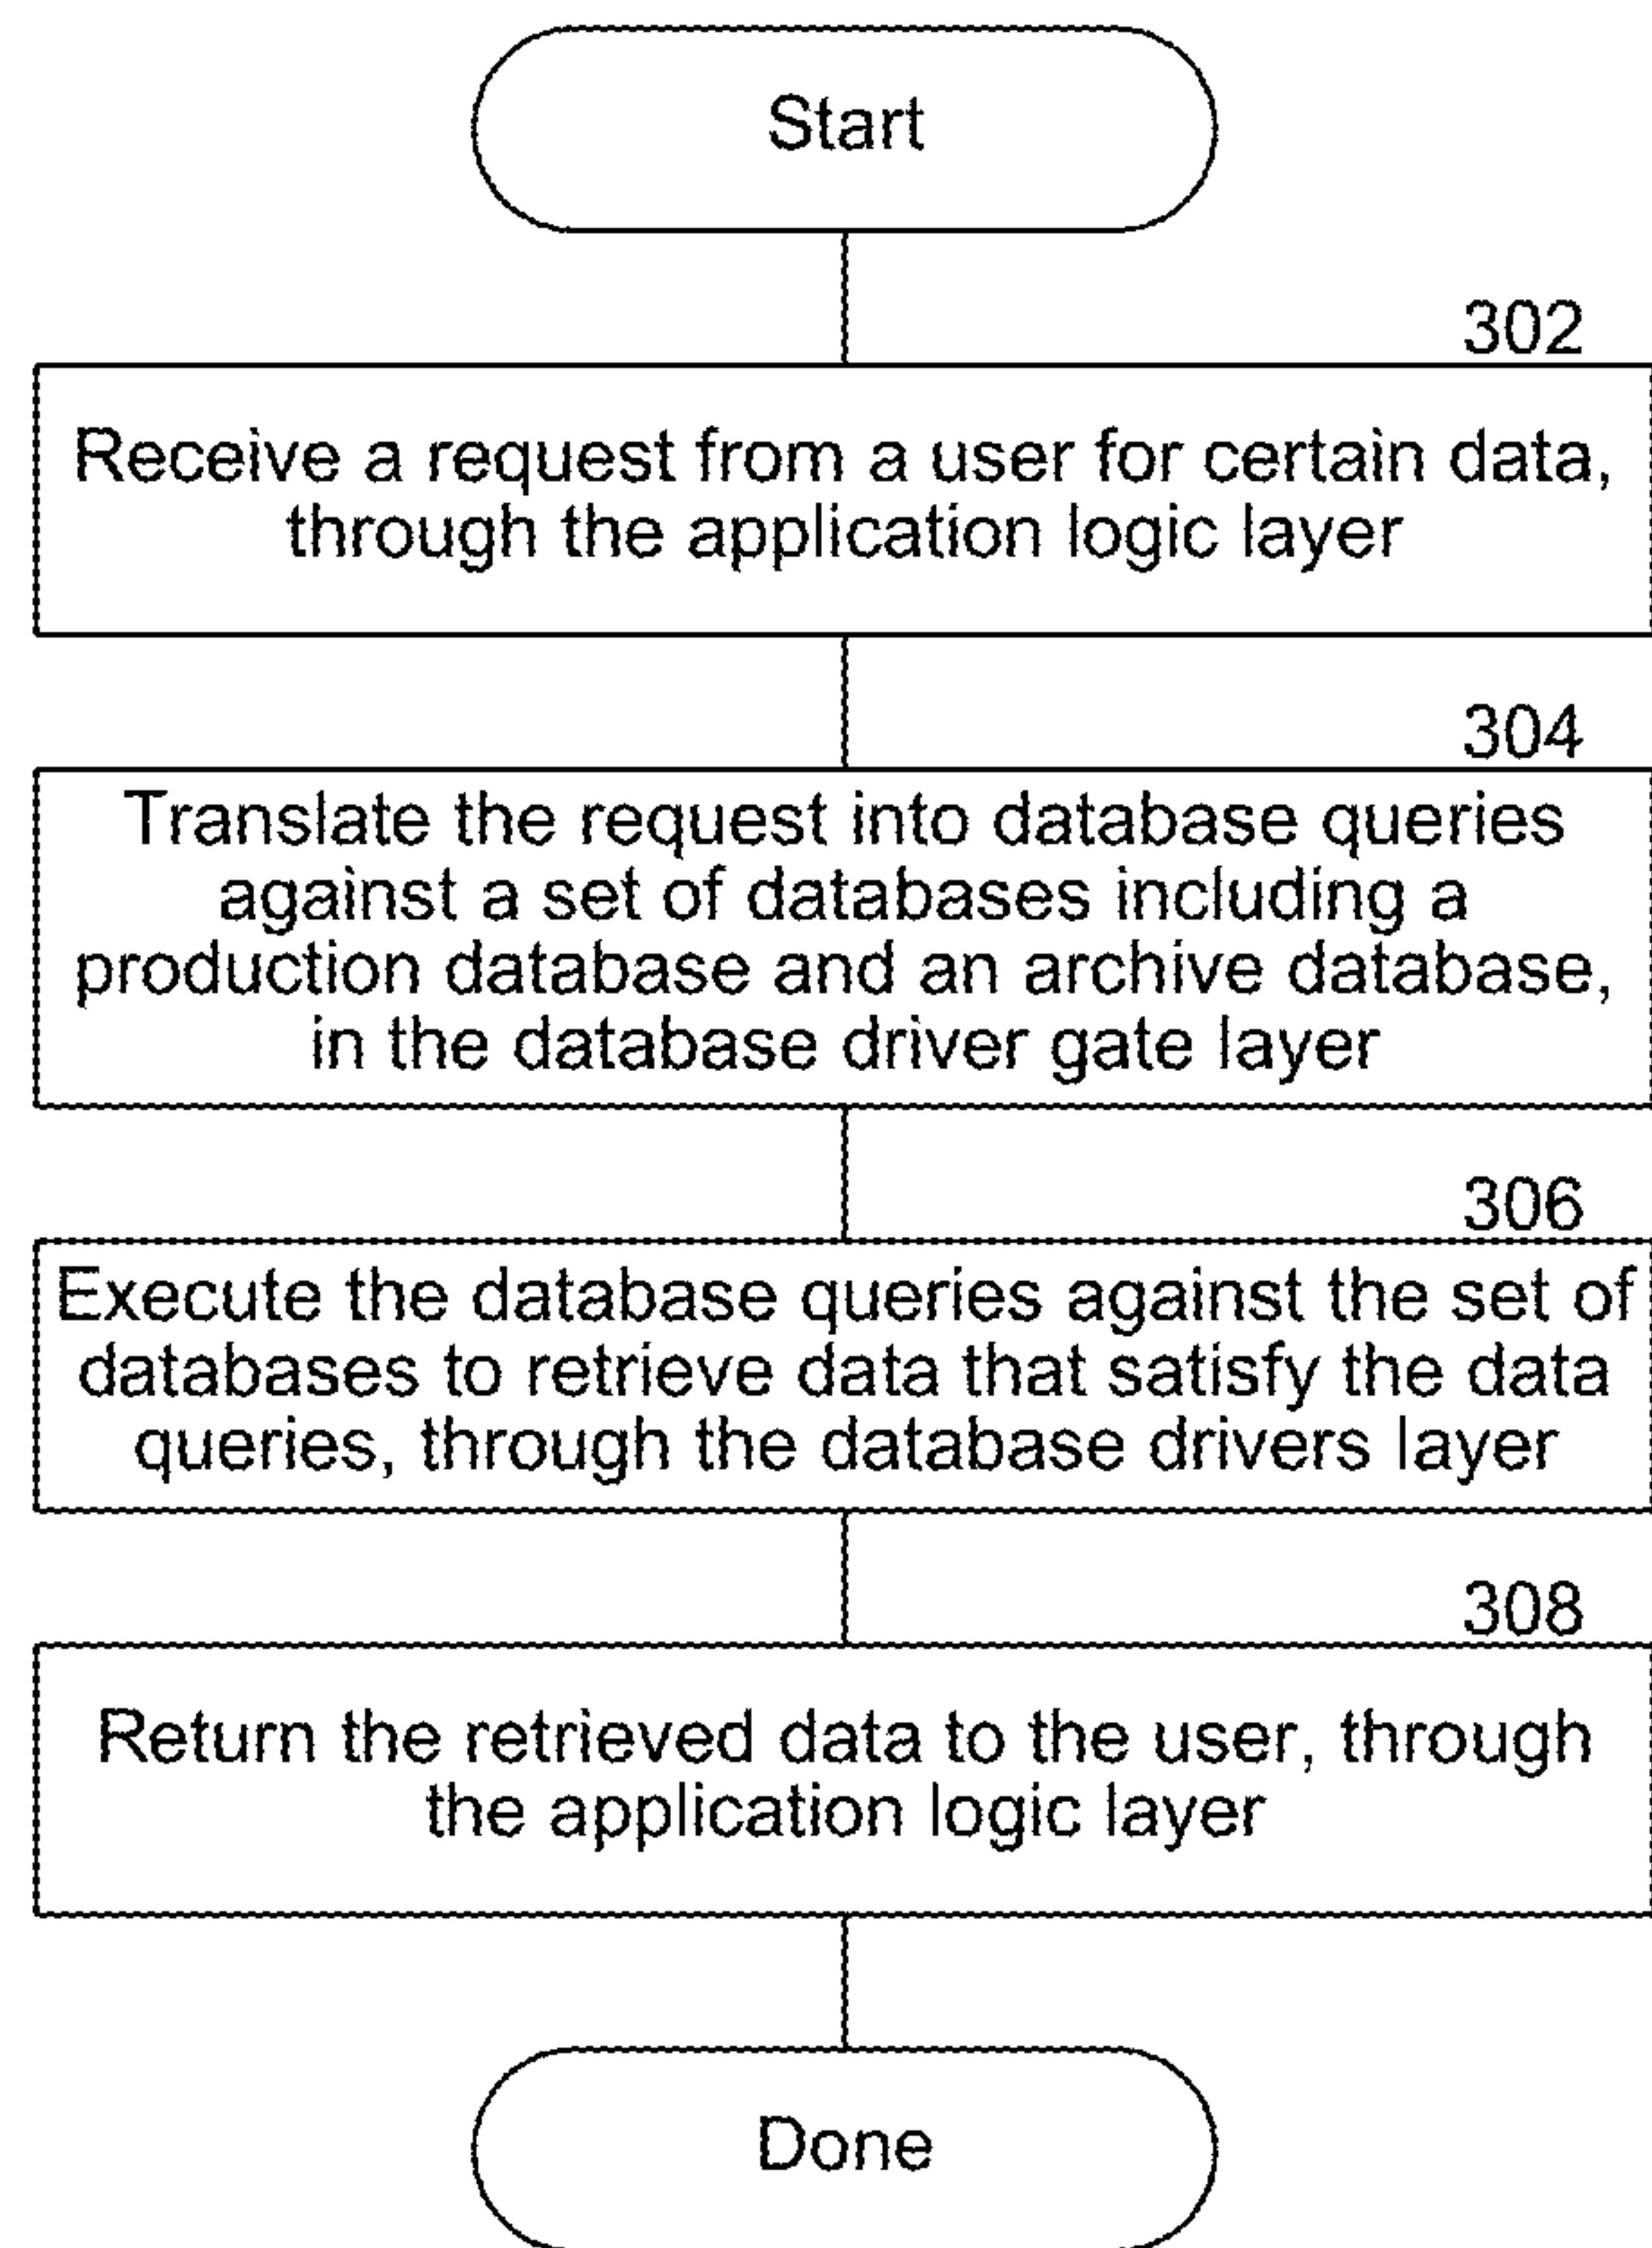 Start
302
Receive a request from a user for certain data,
through the application logic layer
304
Translate the request into database queries
against a set of databases including a
production database and an archive database,
in the database driver gate layer
306
Execute the database queries against the set of
databases to retrieve data that satisfy the data
queries, through the database drivers layer
308
Return the retrieved data to the user, through
the application logic layer
Done